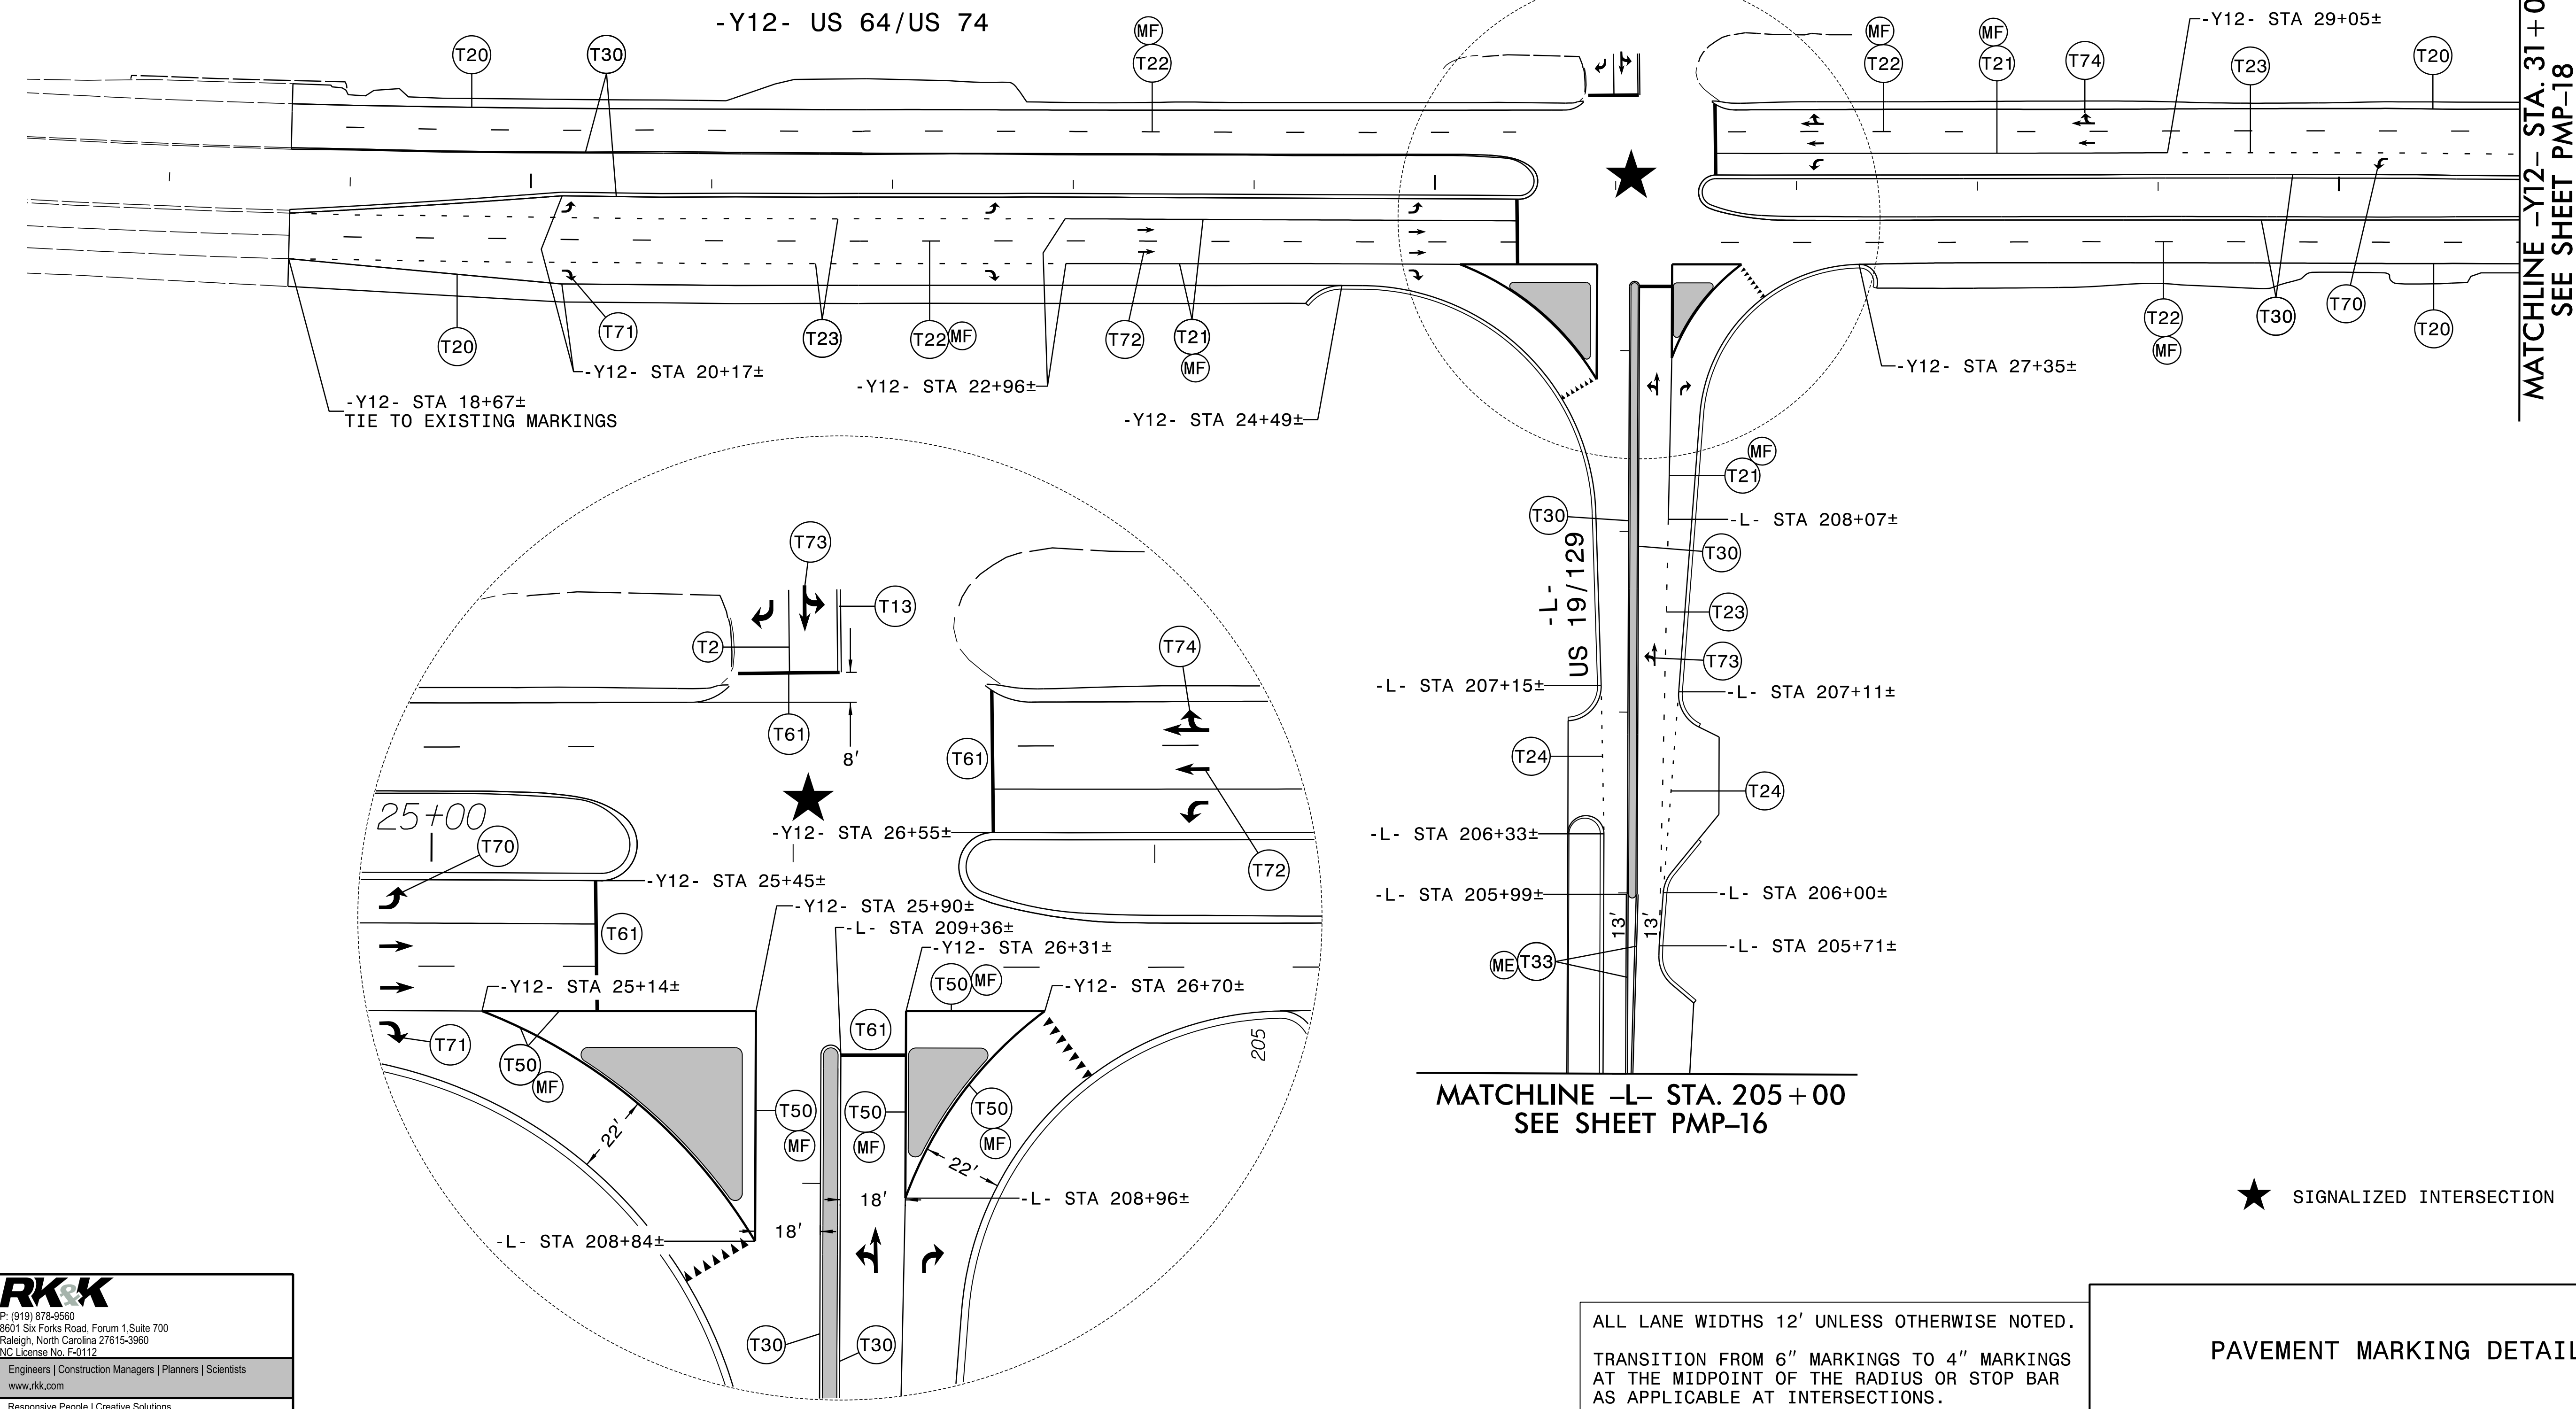 -Y12- US 64/US 74
MF
T22
MF
T22
MF
T21
T74
-Y12- STA 29+05±
T23
T20
T20
T30
MATCHLINE -Y12- STA. 31+0
SEE SHEET PMP-18
T20
T71
T23
T22
MF
T72
T21
MF
T22
MF
T30
T70
T20
-Y12- STA 20+17±
-Y12- STA 22+96±
-Y12- STA 27+35±
-Y12- STA 18+67±
TIE TO EXISTING MARKINGS
-Y12- STA 24+49±
MF
T21
T30
-L- STA 208+07±
T30
-L-
US 19/129
T23
T73
-L- STA 207+15±
-L- STA 207+11±
T24
T24
-L- STA 206+33±
-L- STA 205+99±
-L- STA 206+00±
13'
13'
-L- STA 205+71±
ME
T33
MATCHLINE -L- STA. 205+00
SEE SHEET PMP-16
T73
T13
T2
T74
T61
8'
T61
25+00
T70
-Y12- STA 26+55±
T72
-Y12- STA 25+45±
-Y12- STA 25+90±
-L- STA 209+36±
T61
-Y12- STA 26+31±
T50
MF
-Y12- STA 25+14±
-Y12- STA 26+70±
T61
T71
T50
MF
205
T50
MF
T50
MF
T50
MF
22'
22'
18'
-L- STA 208+96±
18'
-L- STA 208+84±
T30
T30
SIGNALIZED INTERSECTION
RK&K
P: (919) 878-9560
8601 Six Forks Road, Forum 1,Suite 700
Raleigh, North Carolina 27615-3960
NC License No. F-0112
Engineers | Construction Managers | Planners | Scientists
www.rkk.com
Responsive People | Creative Solutions
ALL LANE WIDTHS 12' UNLESS OTHERWISE NOTED.
TRANSITION FROM 6" MARKINGS TO 4" MARKINGS
AT THE MIDPOINT OF THE RADIUS OR STOP BAR
AS APPLICABLE AT INTERSECTIONS.
PAVEMENT MARKING DETAIL